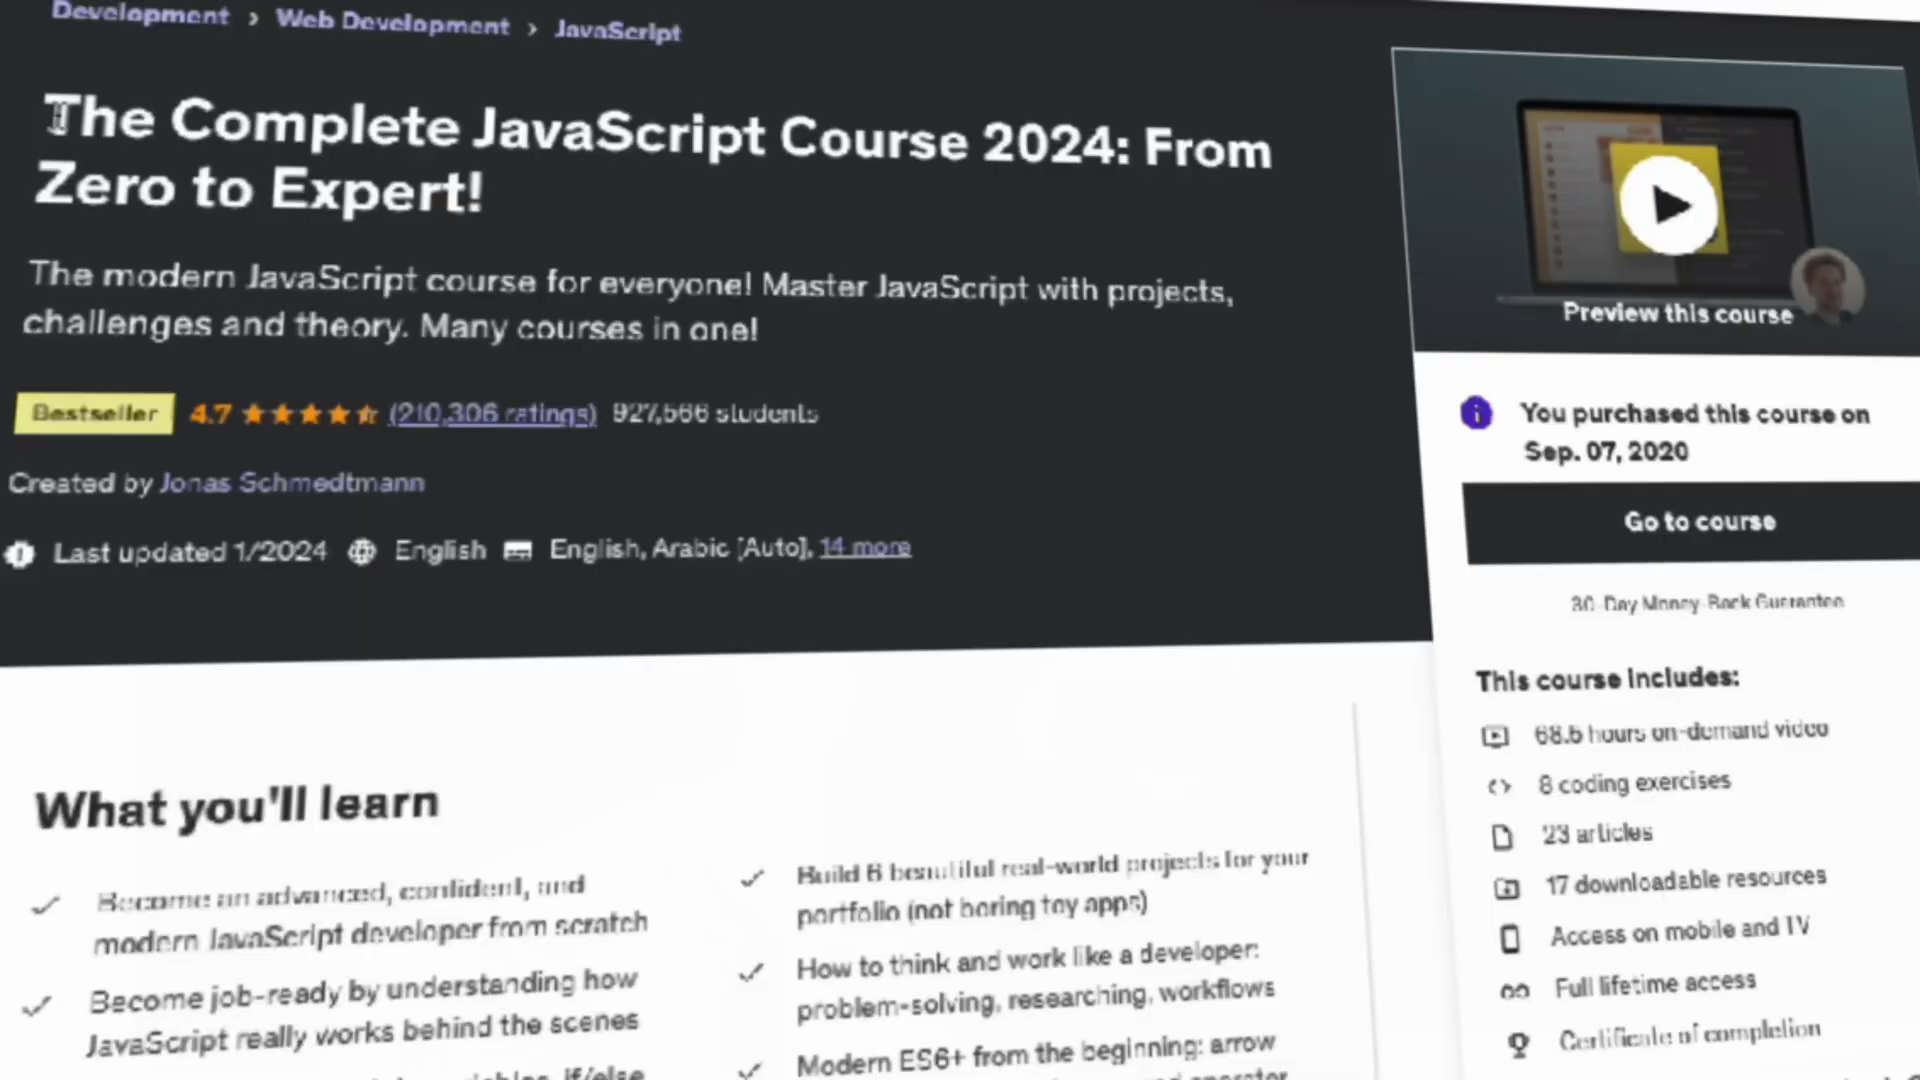 Development > Web Development > JavaScript
The Complete JavaScript Course 2024: From
Zero to Expert!
The modern JavaScript course for everyone! Master JavaScript with projects,
challenges and theory. Many courses in one!
Bestseller 4.7 (210,306 ratings) 927,566 students
Created by Jonas Schmedtmann
Last updated 1/2024 English English, Arabic [Auto], 14 more
Preview this course
You purchased this course on
Sep. 07, 2020
Go to course
30-Day Money-Back Guarantee
This course includes:
68.5 hours on-demand video
8 coding exercises
23 articles
17 downloadable resources
Access on mobile and TV
Full lifetime access
Certificate of completion
What you'll learn
Become an advanced, confident, and
modern JavaScript developer from scratch
Become job-ready by understanding how
JavaScript really works behind the scenes
if/else
Build 6 beautiful real-world projects for your
portfolio (not boring toy apps)
How to think and work like a developer:
problem-solving, researching, workflows
Modern ES6+ from the beginning: arrow
operator